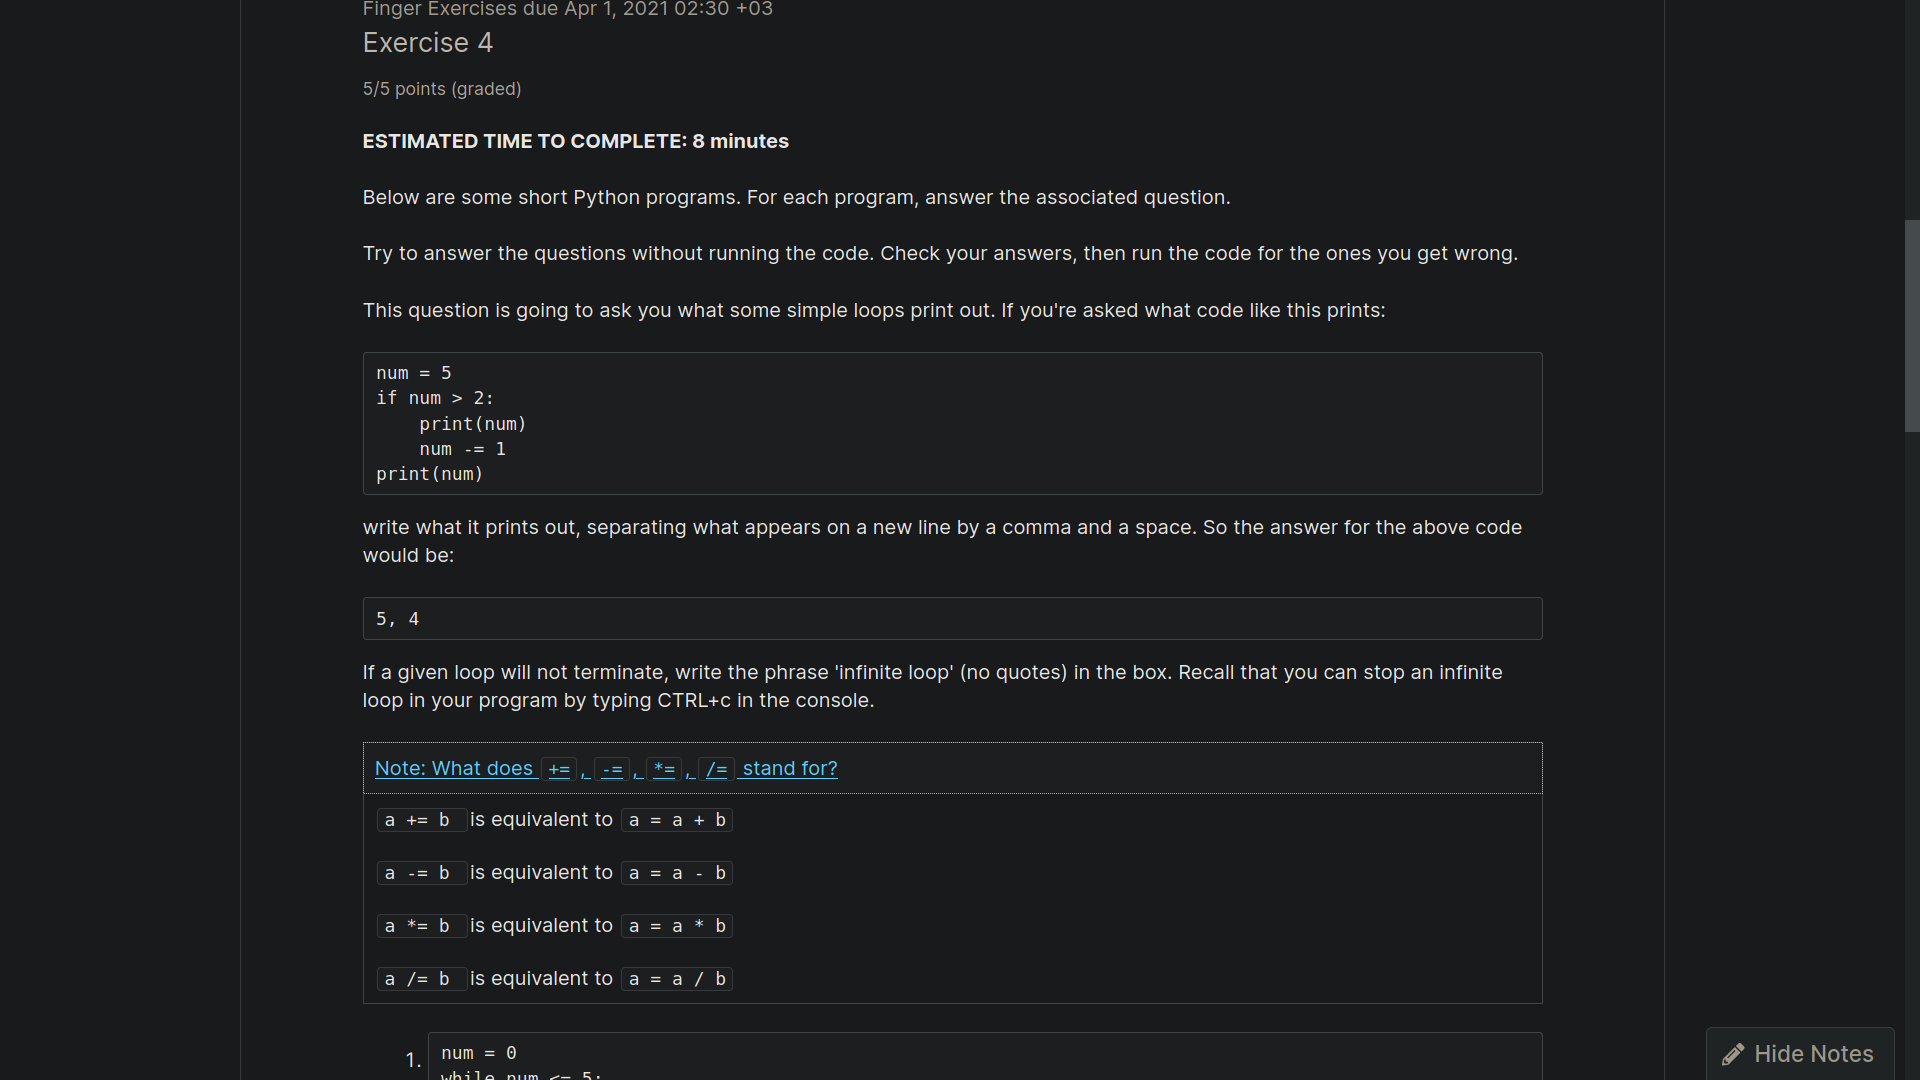 Finger Exercises due Apr 1, 2021 02:30 +03
Exercise 4
5/5 points (graded)
ESTIMATED TIME TO COMPLETE: 8 minutes
Below are some short Python programs. For each program, answer the associated question.
Try to answer the questions without running the code. Check your answers, then run the code for the ones you get wrong.
This question is going to ask you what some simple loops print out. If you're asked what code like this prints:
num = 5
if num > 2:
    print(num)
    num -= 1
print(num)
write what it prints out, separating what appears on a new line by a comma and a space. So the answer for the above code
would be:
5, 4
If a given loop will not terminate, write the phrase 'infinite loop' (no quotes) in the box. Recall that you can stop an infinite
loop in your program by typing CTRL+c in the console.
Note: What does +=, -=, *=, /= stand for?
a += b is equivalent to a = a + b
a -= b is equivalent to a = a - b
a *= b is equivalent to a = a * b
a /= b is equivalent to a = a / b
1. num = 0
while num <= 5:
Hide Notes